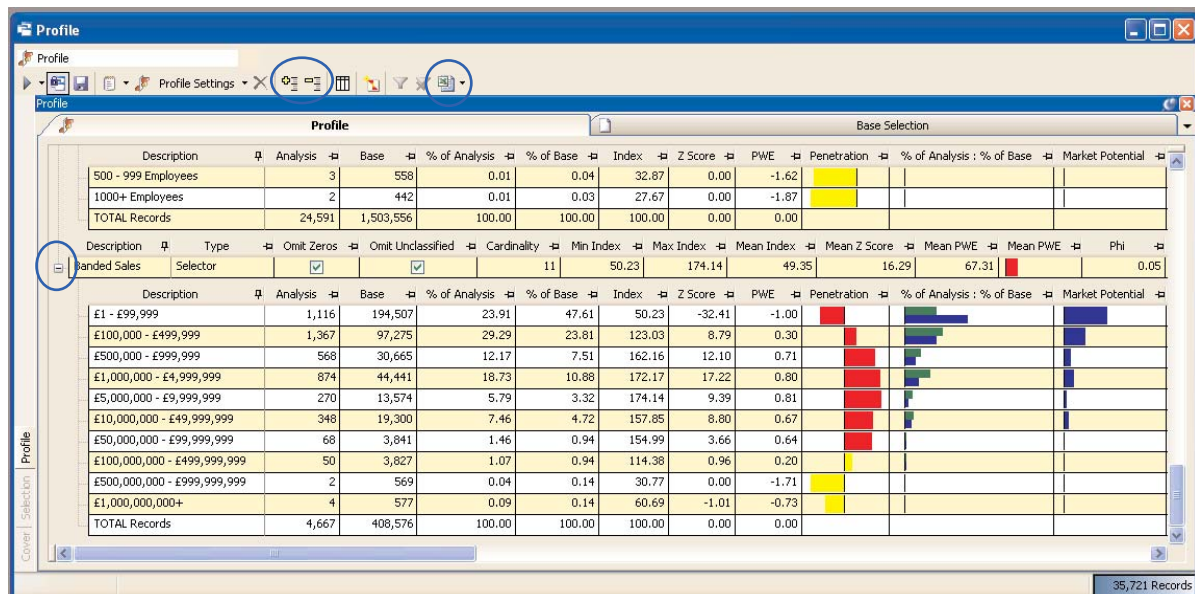 Profile
Profile
Profile Settings
Profile
Profile Base Selection
Description Analysis Base % of Analysis % of Base Index Z Score PWE Penetration % of Analysis : % of Base Market Potential
500 - 999 Employees 3 558 0.01 0.04 32.87 0.00 -1.62
1000+ Employees 2 442 0.01 0.03 27.67 0.00 -1.87
TOTAL Records 24,591 1,503,556 100.00 100.00 100.00 0.00 0.00
Description Type Omit Zeros Omit Unclassified Cardinality Min Index Max Index Mean Index Mean Z Score Mean PWE Mean PWE Phi
Banded Sales Selector 11 50.23 174.14 49.35 16.29 67.31 0.05
Description Analysis Base % of Analysis % of Base Index Z Score PWE Penetration % of Analysis : % of Base Market Potential
£1 - £99,999 1,116 194,507 23.91 47.61 50.23 -32.41 -1.00
£100,000 - £499,999 1,367 97,275 29.29 23.81 123.03 8.79 0.30
£500,000 - £999,999 568 30,665 12.17 7.51 162.16 12.10 0.71
£1,000,000 - £4,999,999 874 44,441 18.73 10.88 172.17 17.22 0.80
£5,000,000 - £9,999,999 270 13,574 5.79 3.32 174.14 9.39 0.81
£10,000,000 - £49,999,999 348 19,300 7.46 4.72 157.85 8.80 0.67
£50,000,000 - £99,999,999 68 3,841 1.46 0.94 154.99 3.66 0.64
£100,000,000 - £499,999,999 50 3,827 1.07 0.94 114.38 0.96 0.20
£500,000,000 - £999,999,999 2 569 0.04 0.14 30.77 0.00 -1.71
£1,000,000,000+ 4 577 0.09 0.14 60.69 -1.01 -0.73
TOTAL Records 4,667 408,576 100.00 100.00 100.00 0.00 0.00
Profile
Selection
Cover
35,721 Records